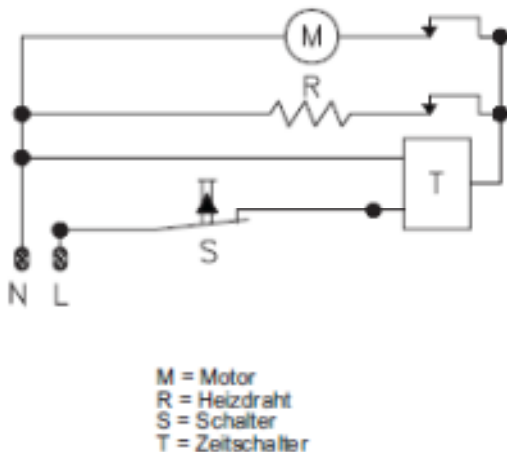 M
R
T
S
N L
M = Motor
R = Heizdraht
S = Schalter
T = Zeitschalter